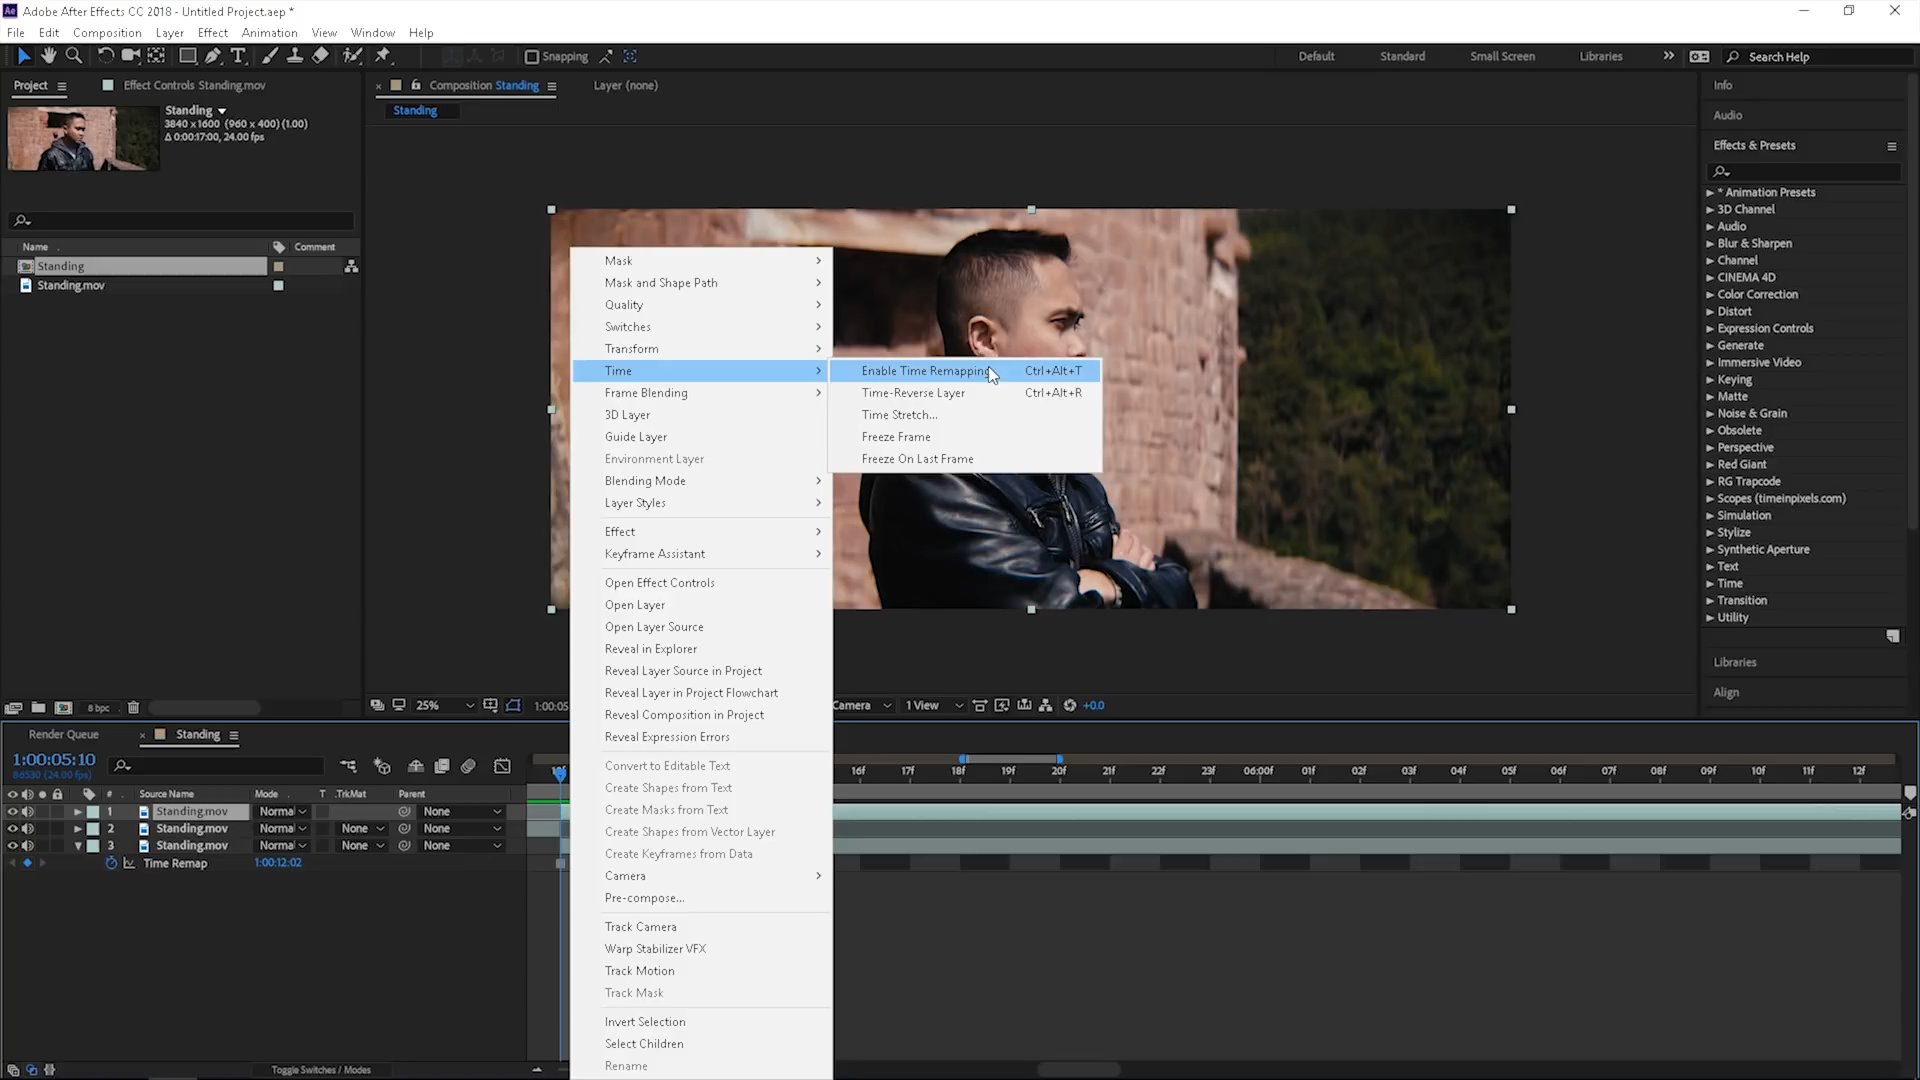 Adobe After Effects CC 2018 - Untitled Project.aep *
File Edit Composition Layer Effect Animation View Window Help
Snapping
Default Standard Small Screen Libraries Search Help
Project Effect Controls Standing.mov
Composition Standing Layer (none)
Standing
Standing
3840 x 1600 (960 x 400) (1.00)
Δ 0:00:17:00, 24.00 fps
Name Comment
Standing
Standing.mov
8 bpc
Mask
Mask and Shape Path
Quality
Switches
Transform
Time
Frame Blending
3D Layer
Guide Layer
Environment Layer
Blending Mode
Layer Styles
Effect
Keyframe Assistant
Open Effect Controls
Open Layer
Open Layer Source
Reveal in Explorer
Reveal Layer Source in Project
Reveal Layer in Project Flowchart
Reveal Composition in Project
Reveal Expression Errors
Convert to Editable Text
Create Shapes from Text
Create Masks from Text
Create Shapes from Vector Layer
Create Keyframes from Data
Camera
Pre-compose...
Track Camera
Warp Stabilizer VFX
Track Motion
Track Mask
Invert Selection
Select Children
Rename
Enable Time Remapping Ctrl+Alt+T
Time-Reverse Layer Ctrl+Alt+R
Time Stretch...
Freeze Frame
Freeze On Last Frame
25% 1:00:05 Camera 1 View +0.0
Info
Audio
Effects & Presets
* Animation Presets
3D Channel
Audio
Blur & Sharpen
Channel
CINEMA 4D
Color Correction
Distort
Expression Controls
Generate
Immersive Video
Keying
Matte
Noise & Grain
Obsolete
Perspective
Red Giant
RG Trapcode
Scopes (timeinpixels.com)
Simulation
Stylize
Synthetic Aperture
Text
Time
Transition
Utility
Libraries
Align
Render Queue Standing
1:00:05:10
86530 (24.00 fps)
16f 17f 18f 19f 20f 21f 22f 23f 06:00f 01f 02f 03f 04f 05f 06f 07f 08f 09f 10f 11f 12f
# Source Name Mode T .TrkMat Parent
1 Standing.mov Normal None
2 Standing.mov Normal None None
3 Standing.mov Normal None None
Time Remap 1:00:12:02
Toggle Switches / Modes